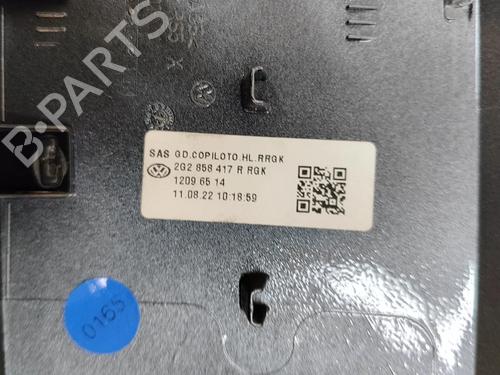 B-PARTS
SAS GD.COPILOTO.HL.RRGK
2G2 858 417 R RGK
1209 65 14
11.08.22 10:18:59
0165